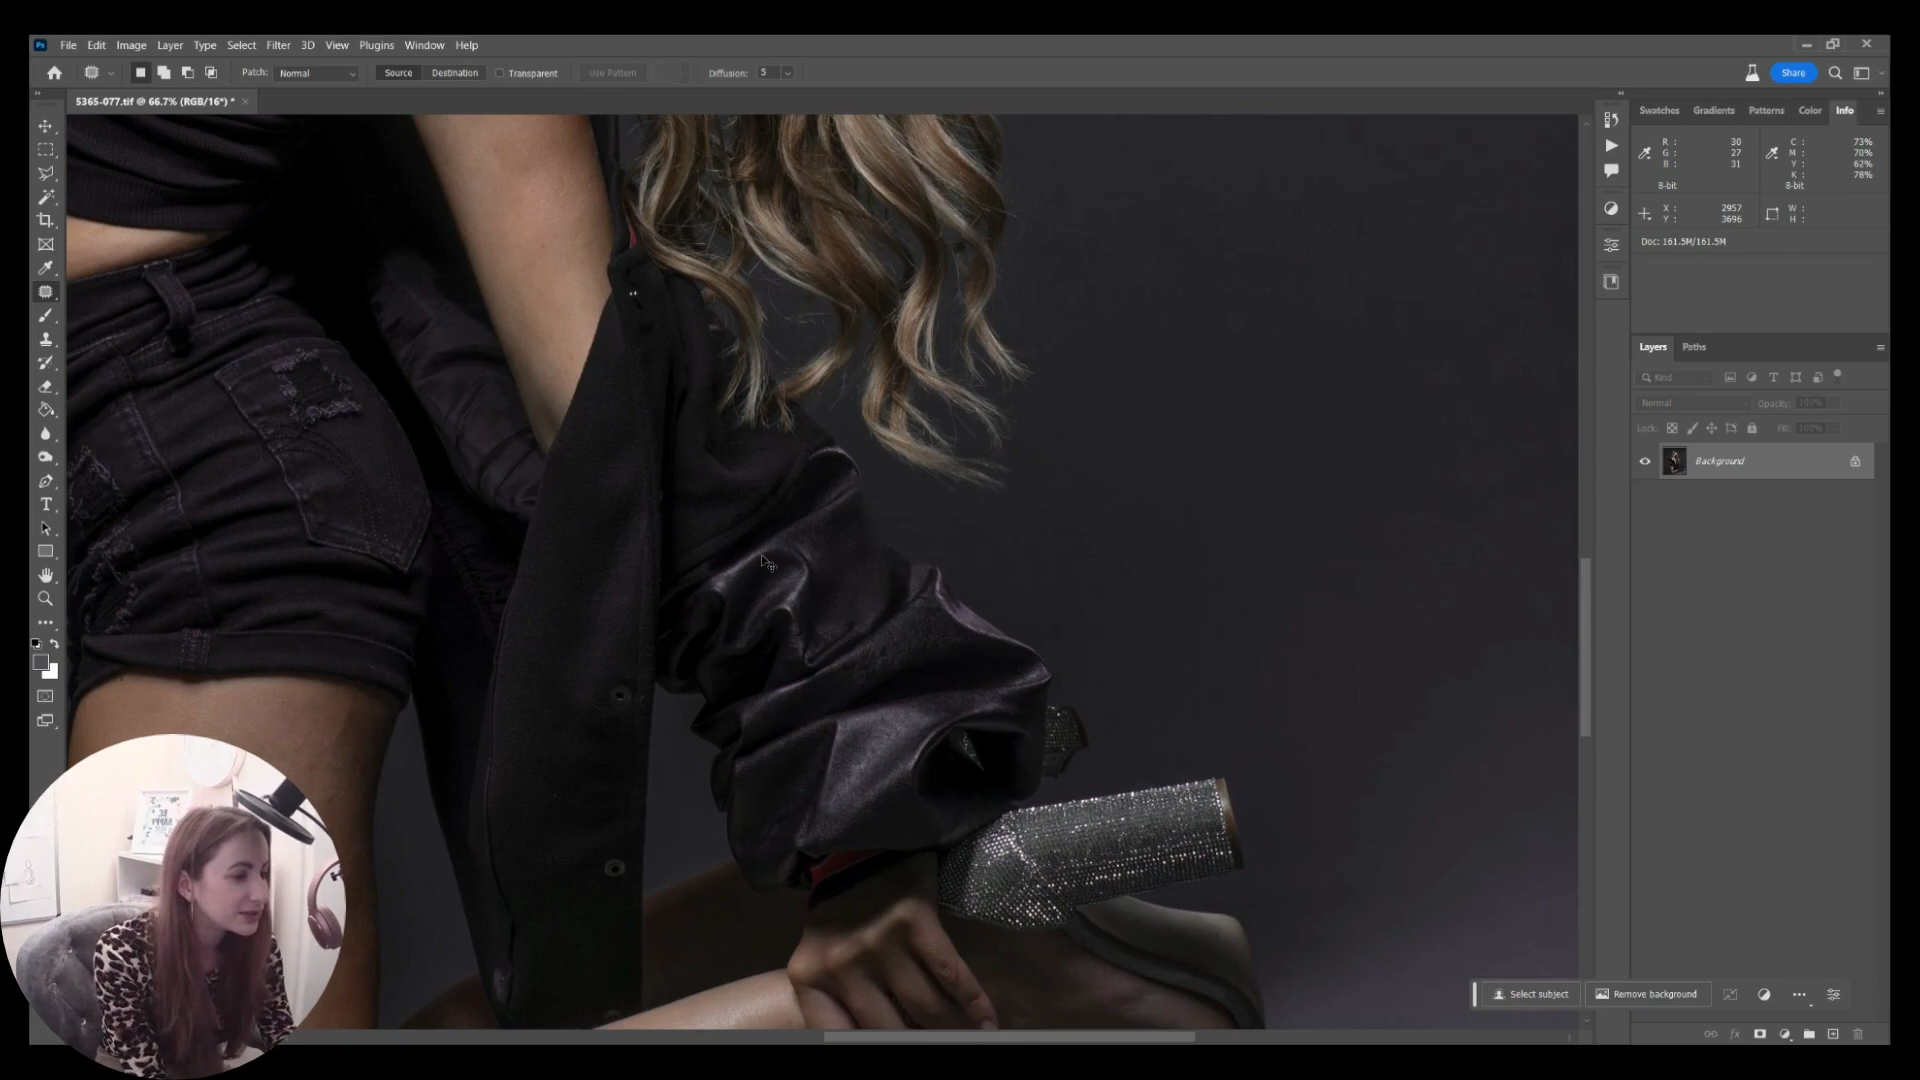 Ps File Edit Image Layer Type Select Filter 3D View Plugins Window Help
Patch: Normal Source Destination Transparent Use Pattern Diffusion: 5 Share
5365-077.tif @ 66.7% (RGB/16*) *
Swatches Gradients Patterns Color Info
R : 30 C : 73%
G : 27 M : 70%
B : 31 Y : 62%
K : 78%
8-bit 8-bit
X : 2957 W :
Y : 3696 H :
Doc: 161.5M/161.5M
Layers Paths
Kind
Normal Opacity: 100%
Lock: Fill: 100%
Background
BE
HAPPY
Select subject Remove background